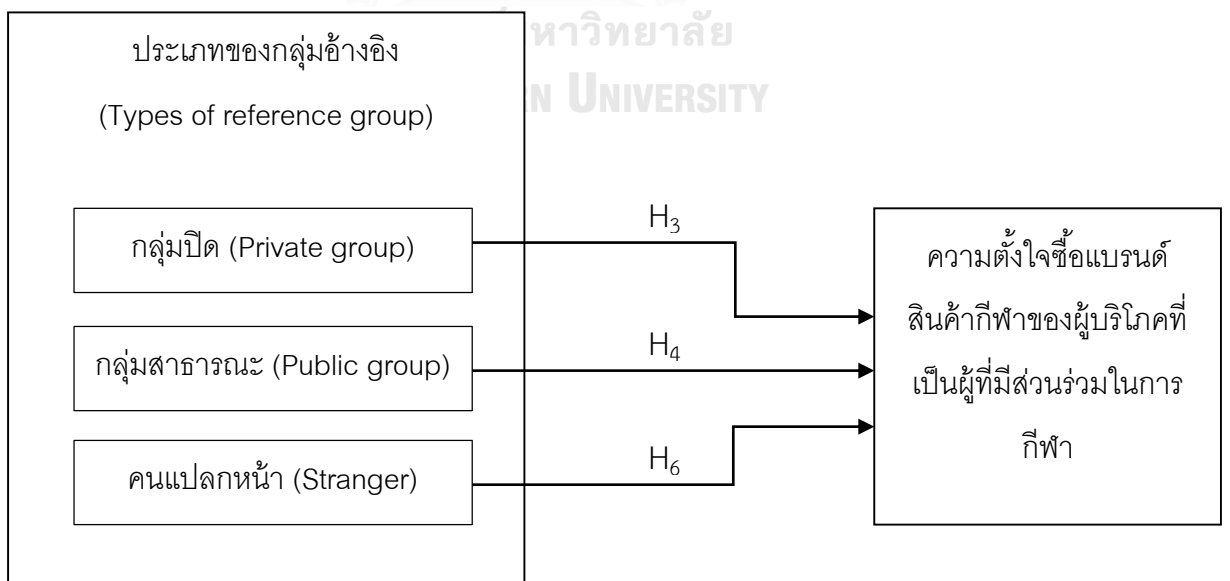 หาวิทยาลัย
N UNIVERSITY
ประเภทของกลุ่มอ้างอิง
(Types of reference group)
กลุ่มปิด (Private group)
กลุ่มสาธารณะ (Public group)
คนแปลกหน้า (Stranger)
H₃
H₄
H₆
ความตั้งใจซื้อแบรนด์
สินค้ากีฬาของผู้บริโภคที่
เป็นผู้ที่มีส่วนร่วมในการ
กีฬา